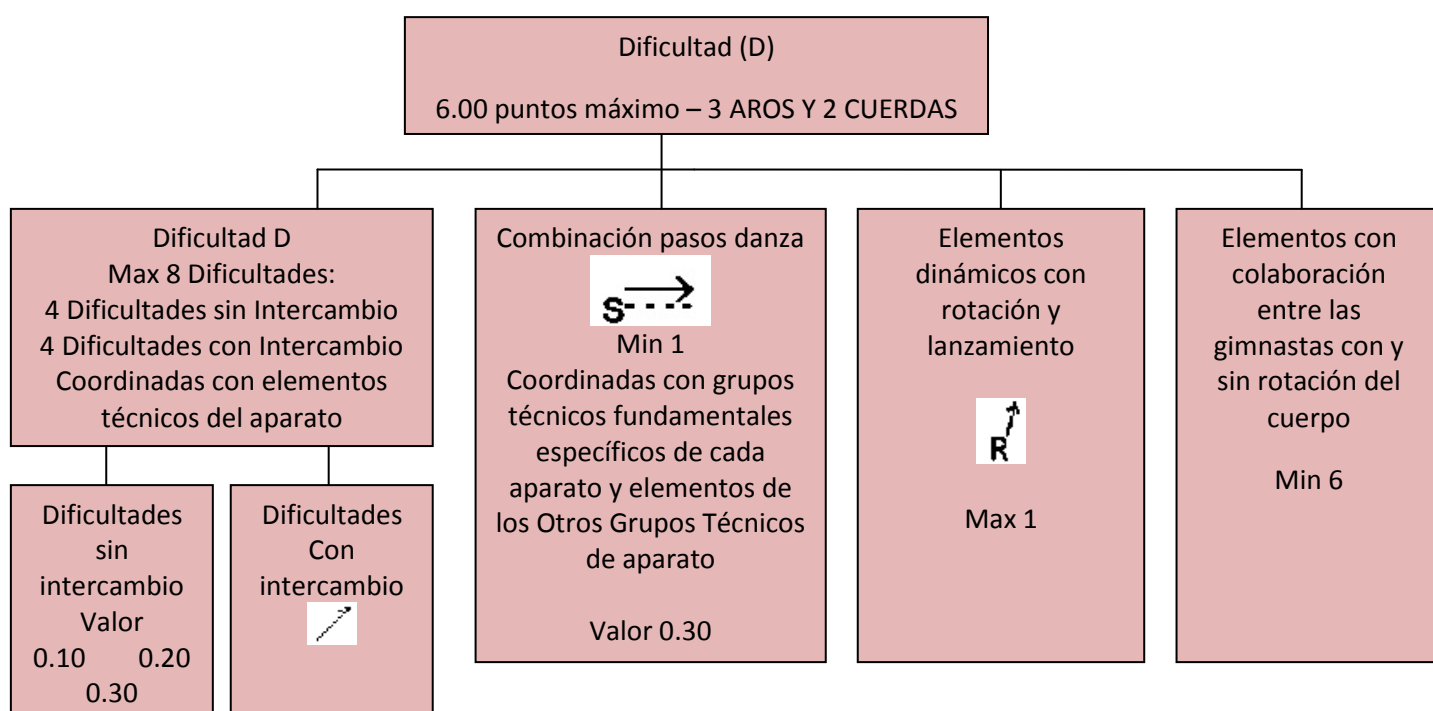 Dificultad (D)
6.00 puntos máximo – 3 AROS Y 2 CUERDAS
Dificultad D
Max 8 Dificultades:
4 Dificultades sin Intercambio
4 Dificultades con Intercambio
Coordinadas con elementos
técnicos del aparato
Dificultades
sin
intercambio
Valor
0.10 0.20
0.30
Dificultades
Con
intercambio
Combinación pasos danza
S
Min 1
Coordinadas con grupos
técnicos fundamentales
específicos de cada
aparato y elementos de
los Otros Grupos Técnicos
de aparato
Valor 0.30
Elementos
dinámicos con
rotación y
lanzamiento
R
Max 1
Elementos con
colaboración
entre las
gimnastas con y
sin rotación del
cuerpo
Min 6